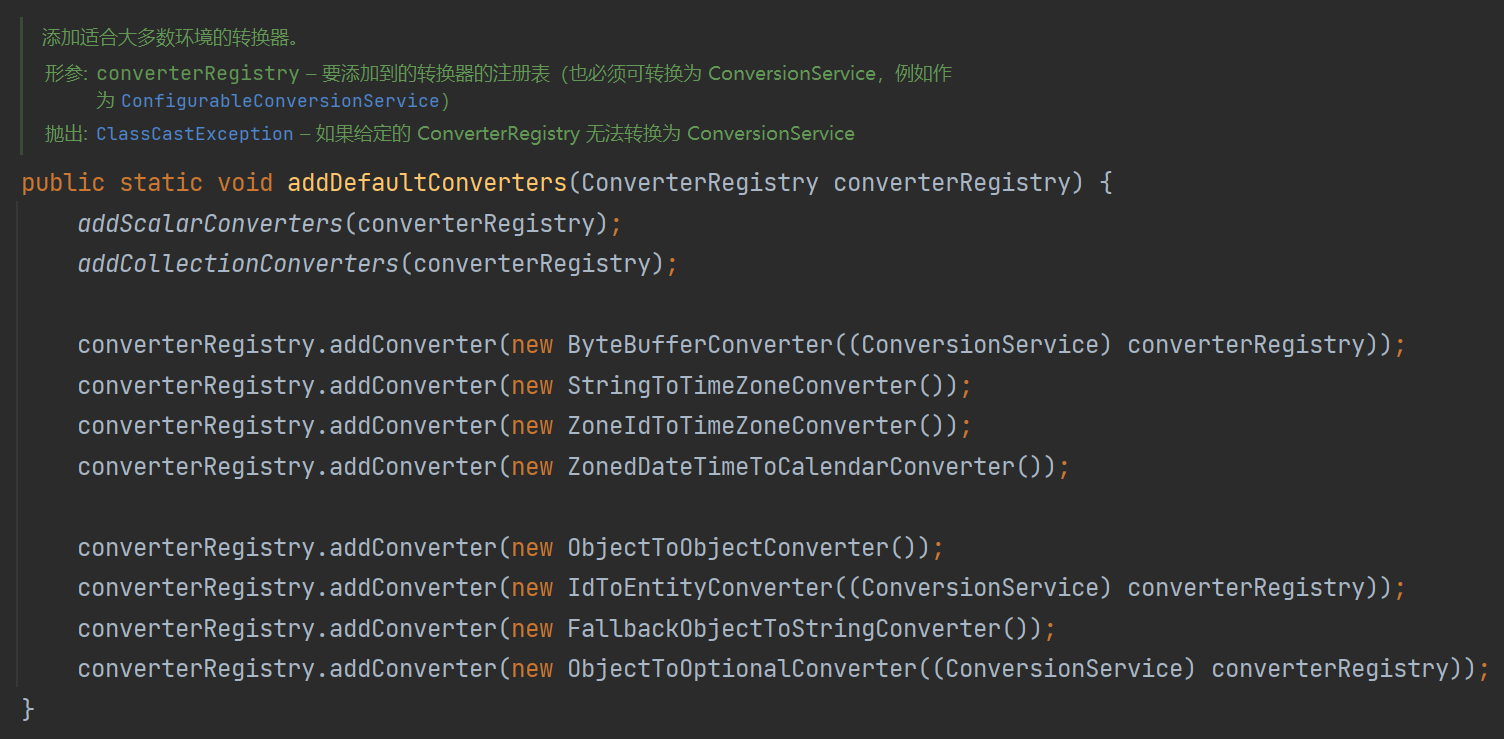 添加适合大多数环境的转换器。
形参: converterRegistry – 要添加到的转换器的注册表（也必须可转换为 ConversionService，例如作
为 ConfigurableConversionService）
抛出: ClassCastException – 如果给定的 ConverterRegistry 无法转换为 ConversionService
public static void addDefaultConverters(ConverterRegistry converterRegistry) {
addScalarConverters(converterRegistry);
addCollectionConverters(converterRegistry);
converterRegistry.addConverter(new ByteBufferConverter((ConversionService) converterRegistry));
converterRegistry.addConverter(new StringToTimeZoneConverter());
converterRegistry.addConverter(new ZoneIdToTimeZoneConverter());
converterRegistry.addConverter(new ZonedDateTimeToCalendarConverter());
converterRegistry.addConverter(new ObjectToObjectConverter());
converterRegistry.addConverter(new IdToEntityConverter((ConversionService) converterRegistry));
converterRegistry.addConverter(new FallbackObjectToStringConverter());
converterRegistry.addConverter(new ObjectToOptionalConverter((ConversionService) converterRegistry));
}